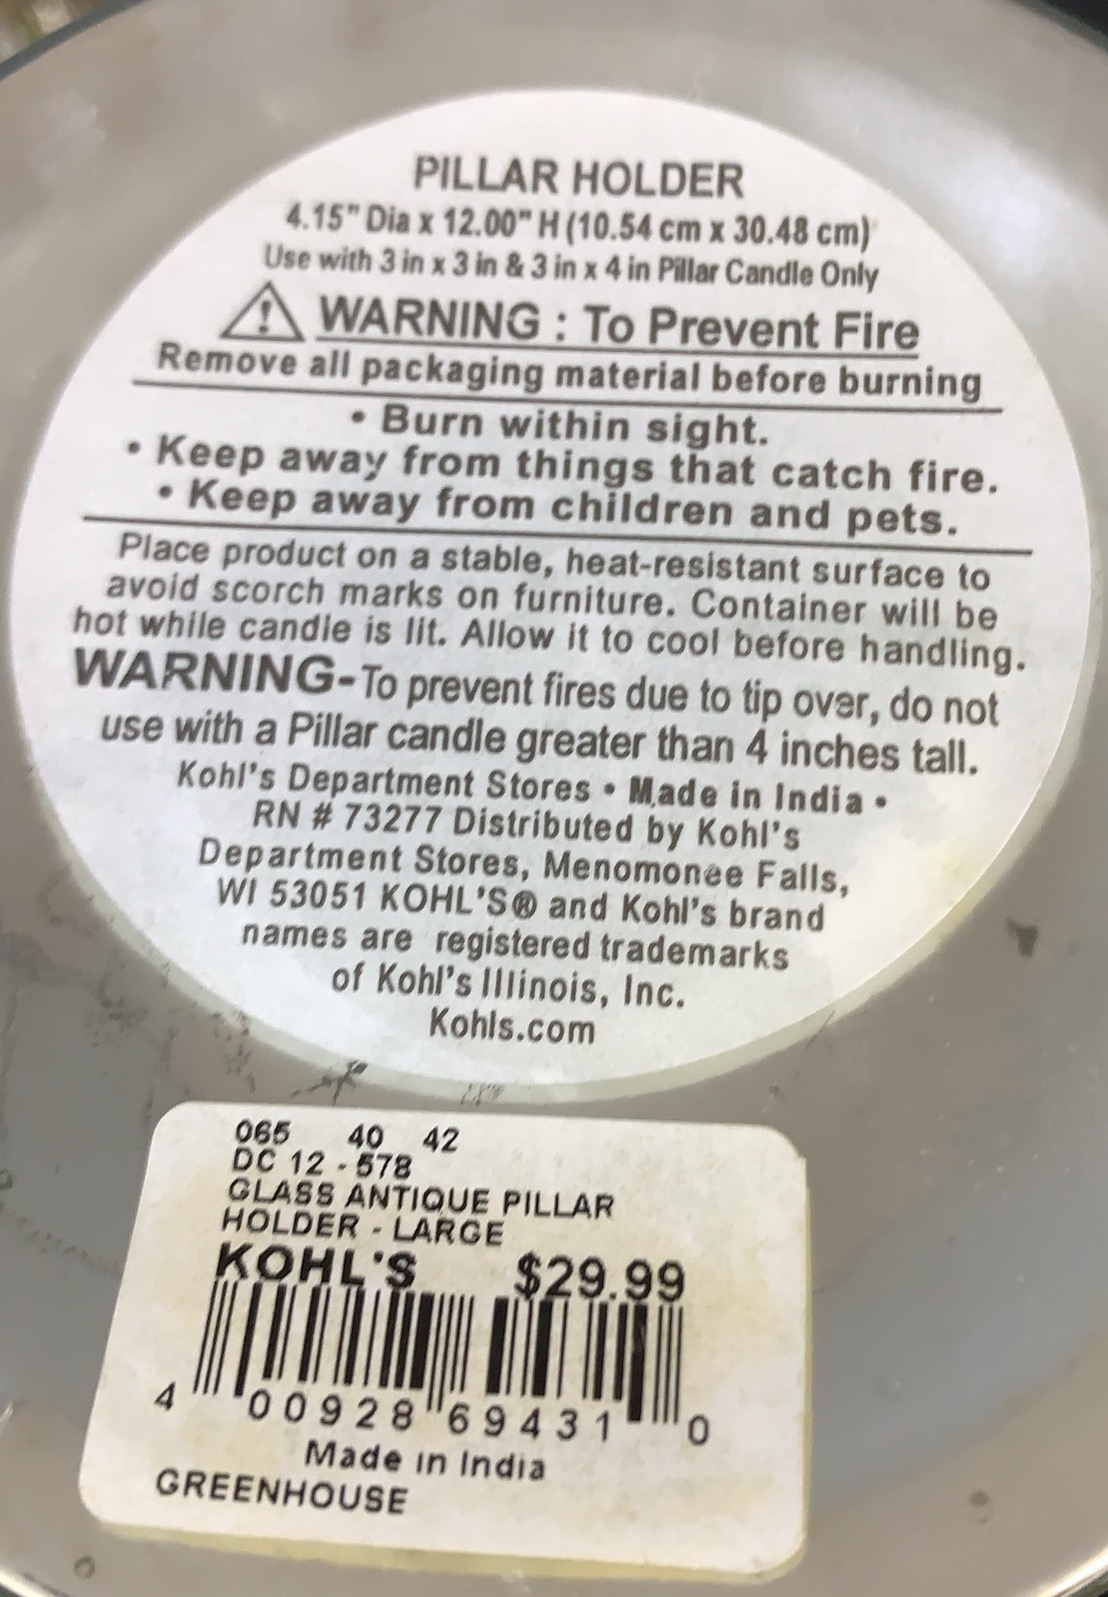 PILLAR HOLDER
4.15" Dia x 12.00" H (10.54 cm x 30.48 cm)
Use with 3 in x 3 in & 3 in x 4 in Pillar Candle Only
WARNING : To Prevent Fire
Remove all packaging material before burning
• Burn within sight.
• Keep away from things that catch fire.
• Keep away from children and pets.
Place product on a stable, heat-resistant surface to
avoid scorch marks on furniture. Container will be
hot while candle is lit. Allow it to cool before handling.
WARNING-To prevent fires due to tip over, do not
use with a Pillar candle greater than 4 inches tall.
Kohl's Department Stores • Made in India •
RN # 73277 Distributed by Kohl's
Department Stores, Menomonee Falls,
WI 53051 KOHL'S® and Kohl's brand
names are registered trademarks
of Kohl's Illinois, Inc.
Kohls.com
065 40 42
DC 12 - 578
GLASS ANTIQUE PILLAR
HOLDER - LARGE
KOHL'S $29.99
4 00928 69431 0
Made in India
GREENHOUSE